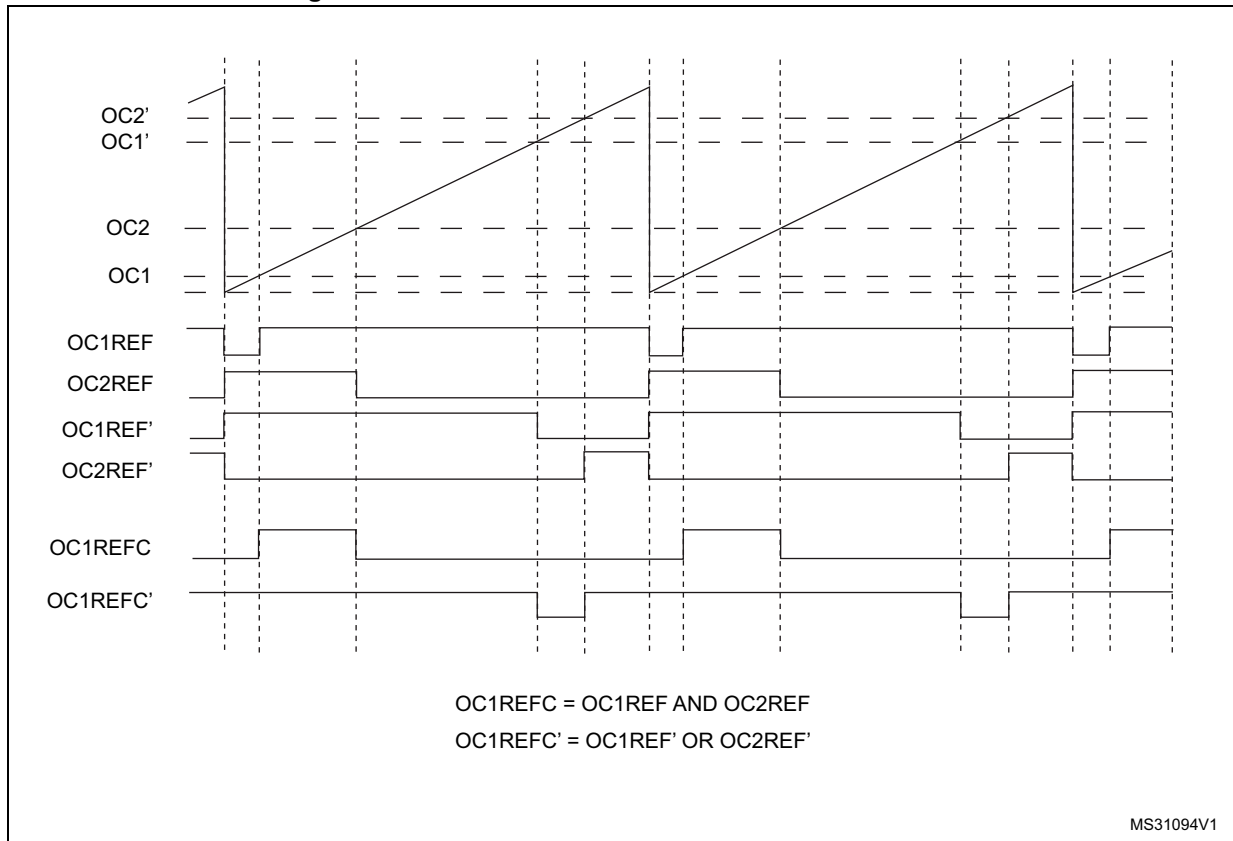 OC2’
OC1’
OC2
OC1
OC1REF
OC2REF
OC1REF’
OC2REF’
OC1REFC
OC1REFC’
OC1REFC = OC1REF AND OC2REF
OC1REFC’ = OC1REF’ OR OC2REF’
MS31094V1